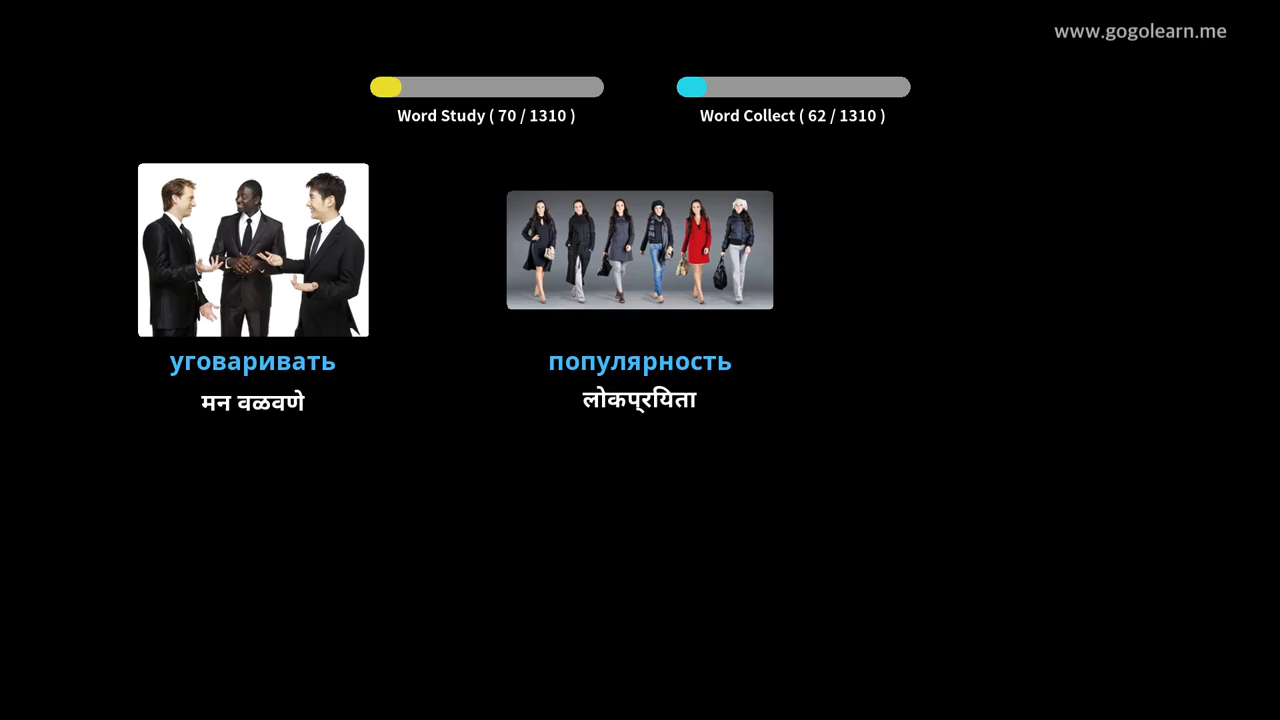 www.gogolearn.me
Word Study ( 70 / 1310 )
Word Collect ( 62 / 1310 )
уговаривать
популярность
मन वळवणे
लोकप्रियता